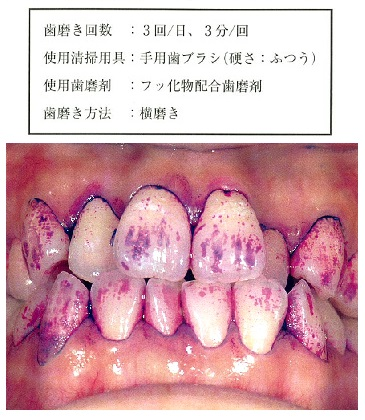 歯磨き回数　：３回/日、３分/回
使用清掃用具：手用歯ブラシ（硬さ：ふつう）
使用歯磨剤　：フッ化物配合歯磨剤
歯磨き方法　：横磨き